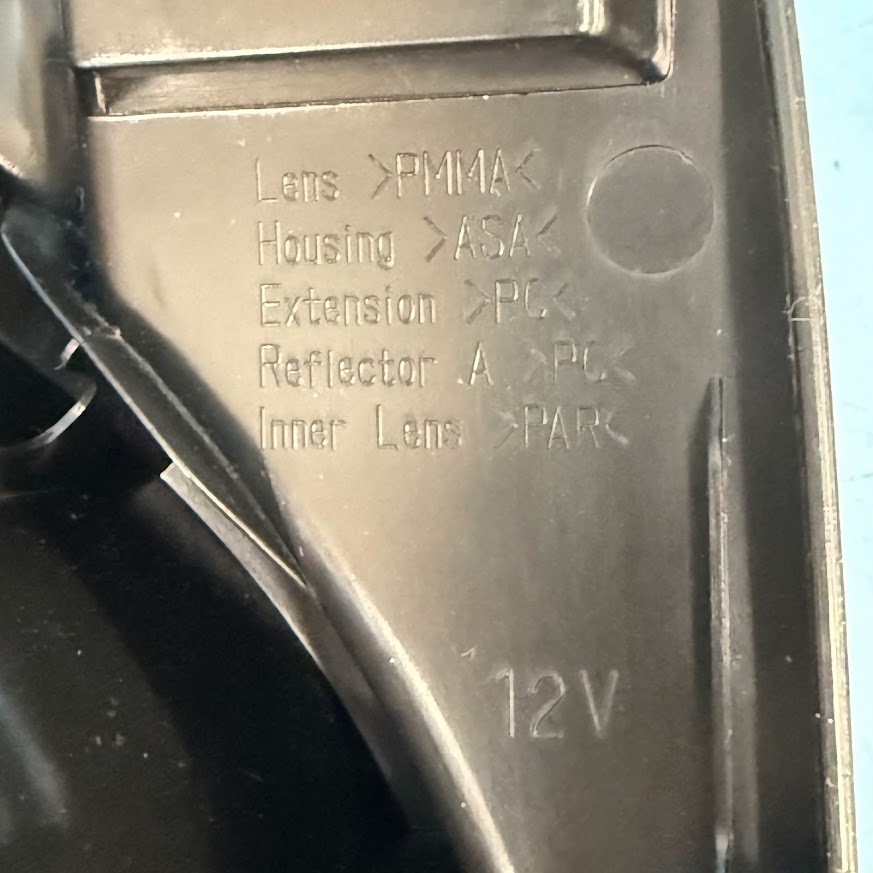 Lens >PMMA<
Housing >ASA<
Extension >PC<
Reflector A >PC<
Inner Lens >PAR<
12V